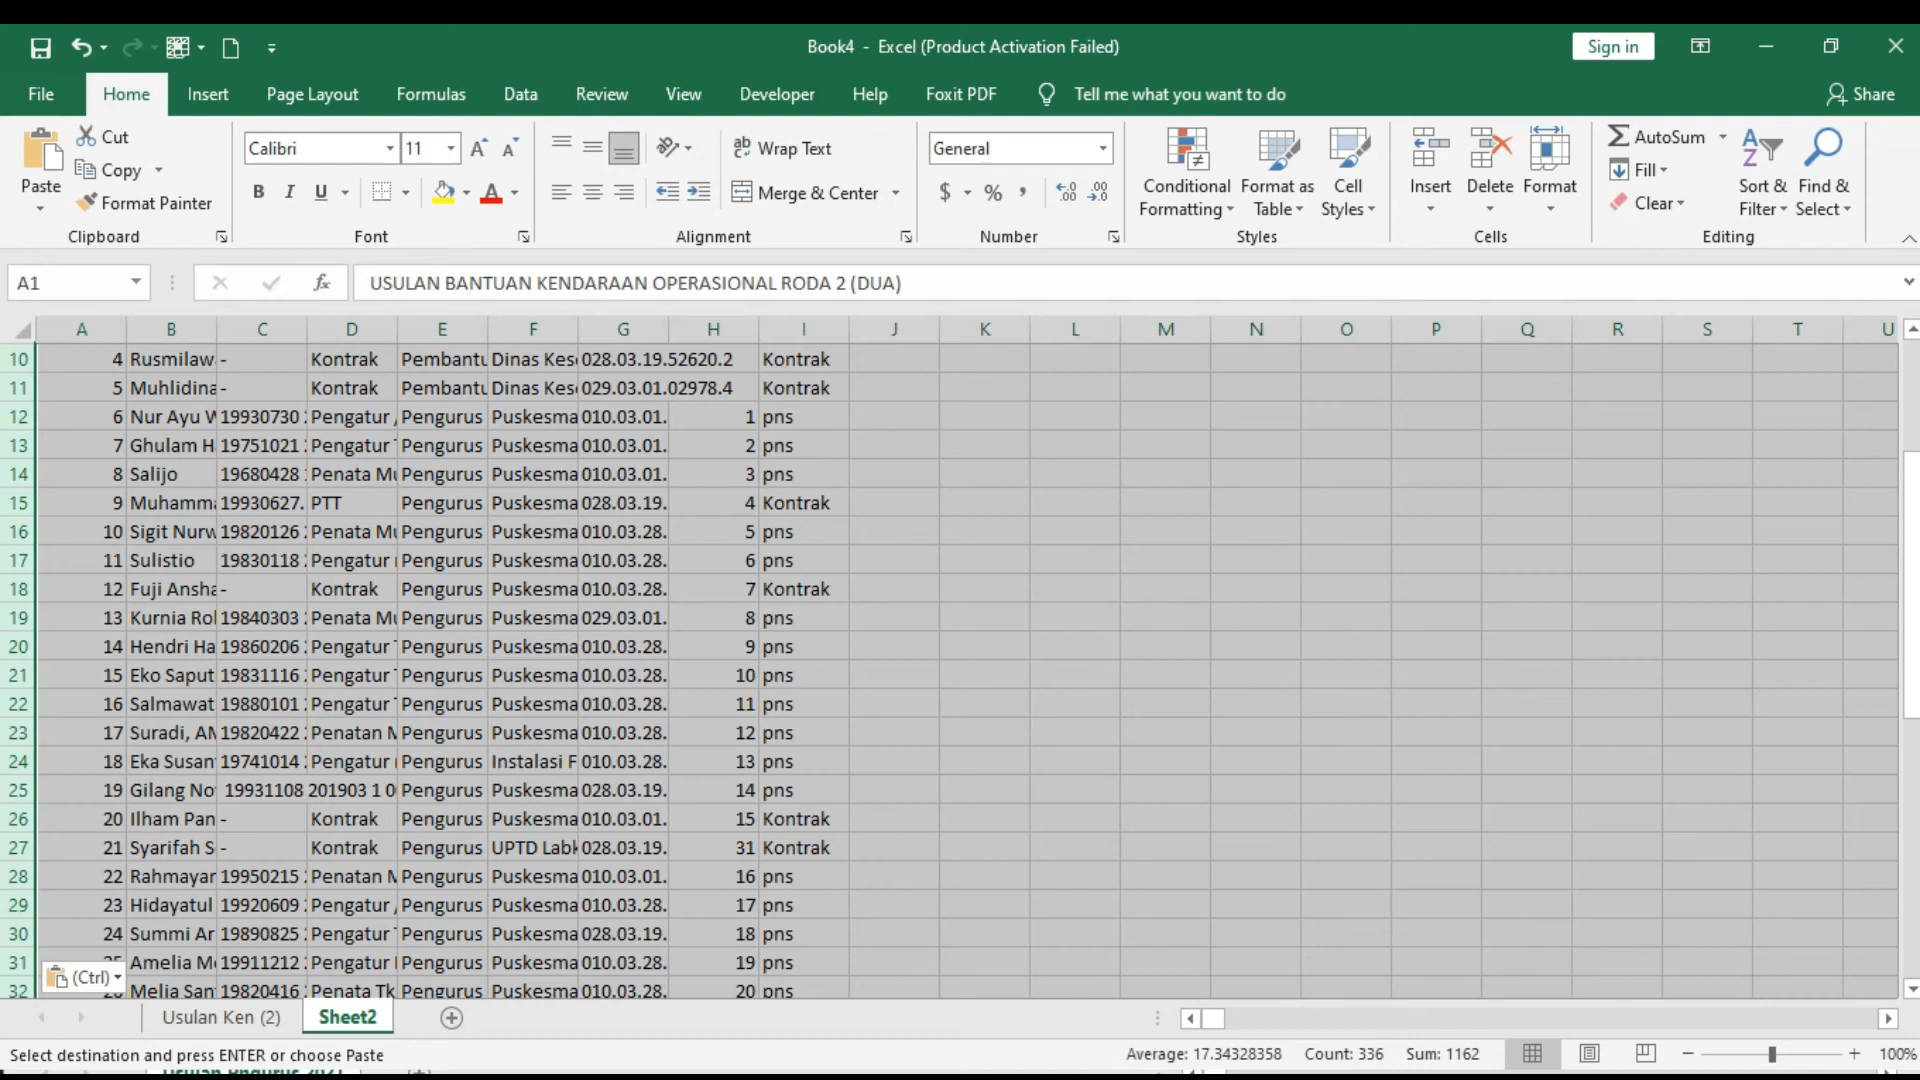 Book4 - Excel (Product Activation Failed)
Sign in
File Home Insert Page Layout Formulas Data Review View Developer Help Foxit PDF Tell me what you want to do Share
Paste Cut Copy Format Painter
Calibri 11
B I U A
Wrap Text
Merge & Center
General
$ % ,
Conditional Formatting Format as Table Cell Styles
Insert Delete Format
AutoSum Fill Clear
Sort & Filter Find & Select
Clipboard Font Alignment Number Styles Cells Editing
A1 fx USULAN BANTUAN KENDARAAN OPERASIONAL RODA 2 (DUA)
A B C D E F G H I J K L M N O P Q R S T U
10 4 Rusmilaw - Kontrak Pembantu Dinas Kes 028.03.19.52620.2 Kontrak
11 5 Muhlidina - Kontrak Pembantu Dinas Kes 029.03.01.02978.4 Kontrak
12 6 Nur Ayu W 19930730 Pengatur Pengurus Puskesma 010.03.01. 1 pns
13 7 Ghulam H 19751021 Pengatur Pengurus Puskesma 010.03.01. 2 pns
14 8 Salijo 19680428 Penata Mu Pengurus Puskesma 010.03.01. 3 pns
15 9 Muhamma 19930627. PTT Pengurus Puskesma 028.03.19. 4 Kontrak
16 10 Sigit Nurw 19820126 Penata Mu Pengurus Puskesma 010.03.28. 5 pns
17 11 Sulistio 19830118 Pengatur Pengurus Puskesma 010.03.28. 6 pns
18 12 Fuji Ansha - Kontrak Pengurus Puskesma 010.03.28. 7 Kontrak
19 13 Kurnia Rol 19840303 Penata Mu Pengurus Puskesma 029.03.01. 8 pns
20 14 Hendri Ha 19860206 Pengatur Pengurus Puskesma 010.03.28. 9 pns
21 15 Eko Saput 19831116 Pengatur Pengurus Puskesma 010.03.28. 10 pns
22 16 Salmawat 19880101 Pengatur Pengurus Puskesma 010.03.28. 11 pns
23 17 Suradi, AM 19820422 Penatan M Pengurus Puskesma 010.03.28. 12 pns
24 18 Eka Susan 19741014 Pengatur Pengurus Instalasi F 010.03.28. 13 pns
25 19 Gilang No 19931108 201903 1 0 Pengurus Puskesma 028.03.19. 14 pns
26 20 Ilham Pan - Kontrak Pengurus Puskesma 010.03.01. 15 Kontrak
27 21 Syarifah S - Kontrak Pengurus UPTD Labk 028.03.19. 31 Kontrak
28 22 Rahmayar 19950215 Penatan M Pengurus Puskesma 010.03.01. 16 pns
29 23 Hidayatul 19920609 Pengatur Pengurus Puskesma 010.03.28. 17 pns
30 24 Summi Ar 19890825 Pengatur Pengurus Puskesma 028.03.19. 18 pns
31 Amelia M 19911212 Pengatur Pengurus Puskesma 010.03.28. 19 pns
32 Melia San 19820416 Penata Tk Pengurus Puskesma 010.03.28. 20 pns
(Ctrl)
Usulan Ken (2) Sheet2
Select destination and press ENTER or choose Paste Average: 17.34328358 Count: 336 Sum: 1162 100%